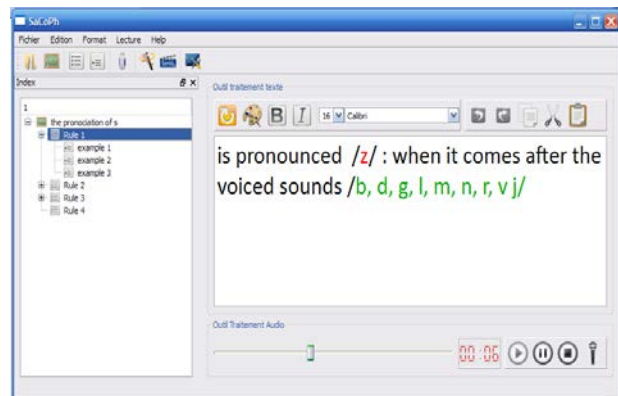 SaCoPh
Fichier Edition Format Lecture Help
Index
Outil traitement texte
1
the pronociation of s
Rule 1
example 1
example 2
example 3
Rule 2
Rule 3
Rule 4
B I 16 Calibri
is pronounced /z/ : when it comes after the
voiced sounds /b, d, g, l, m, n, r, v j/
Outil Traitement Audio
00:06